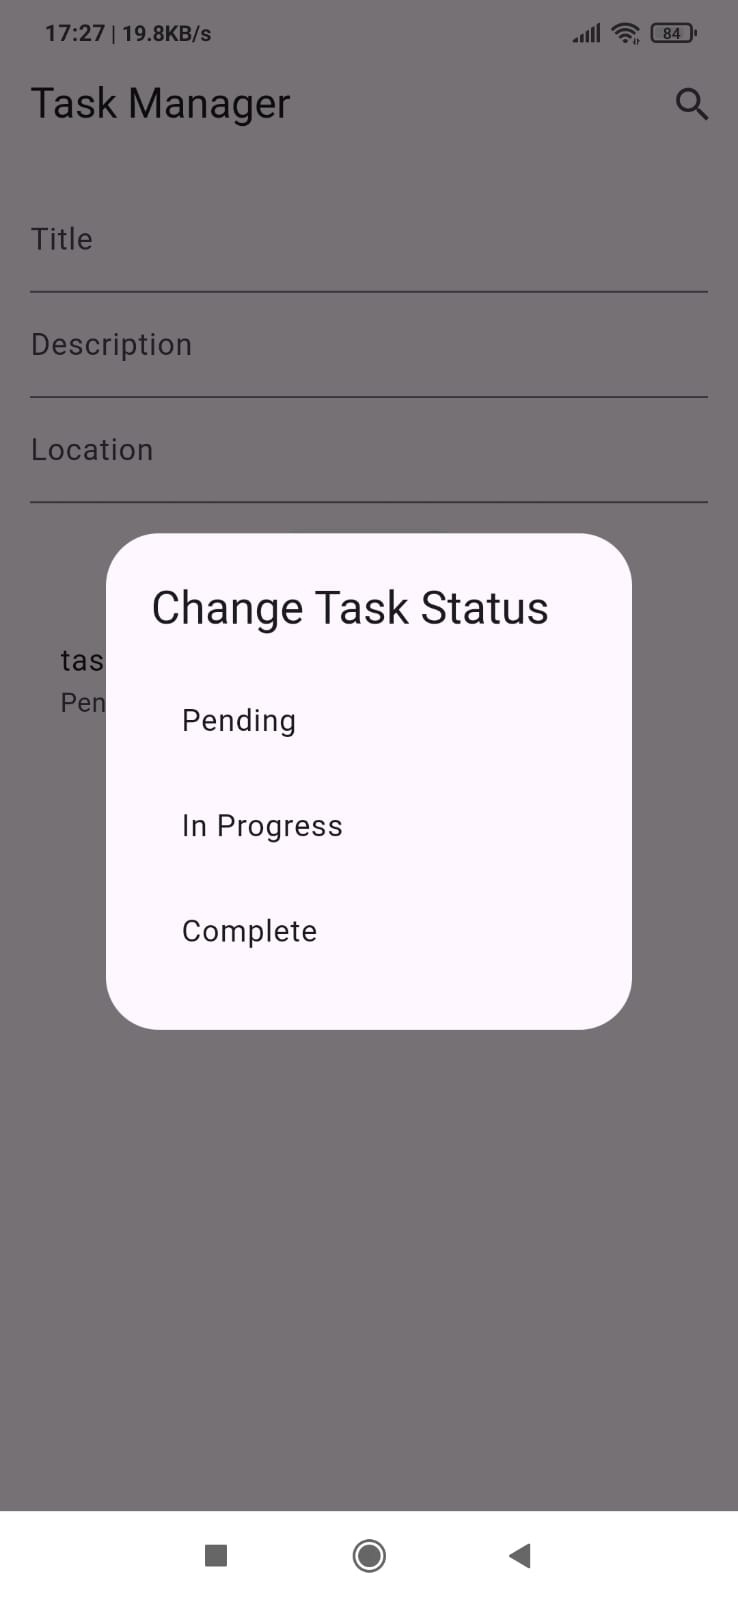 17:27 | 19.8KB/s 84
Task Manager
Title
Description
Location
Change Task Status
tas
Pen
Pending
In Progress
Complete